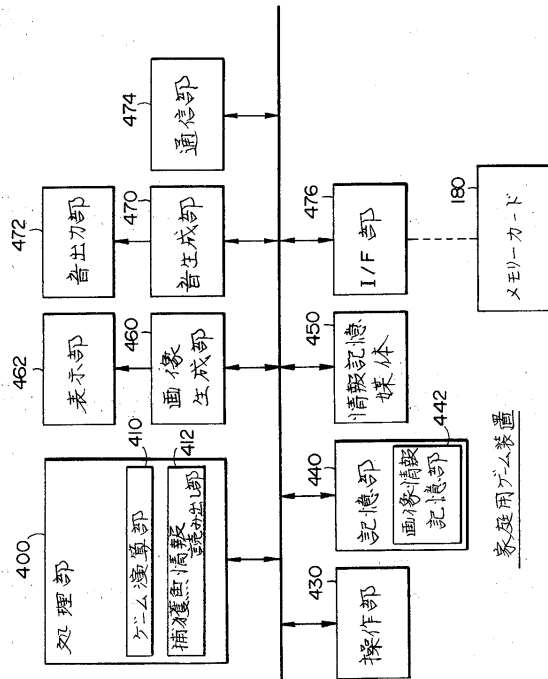 400
処理部
410
ゲーム演算部
412
捕獲魚情報
読み出し部
462
表示部
460
画像
生成部
472
音出力部
470
音生成部
474
通信部
430
操作部
440
記憶部
442
画像情報
記憶部
450
情報記憶
媒体
476
I/F部
180
メモリーカード
家庭用ゲーム装置